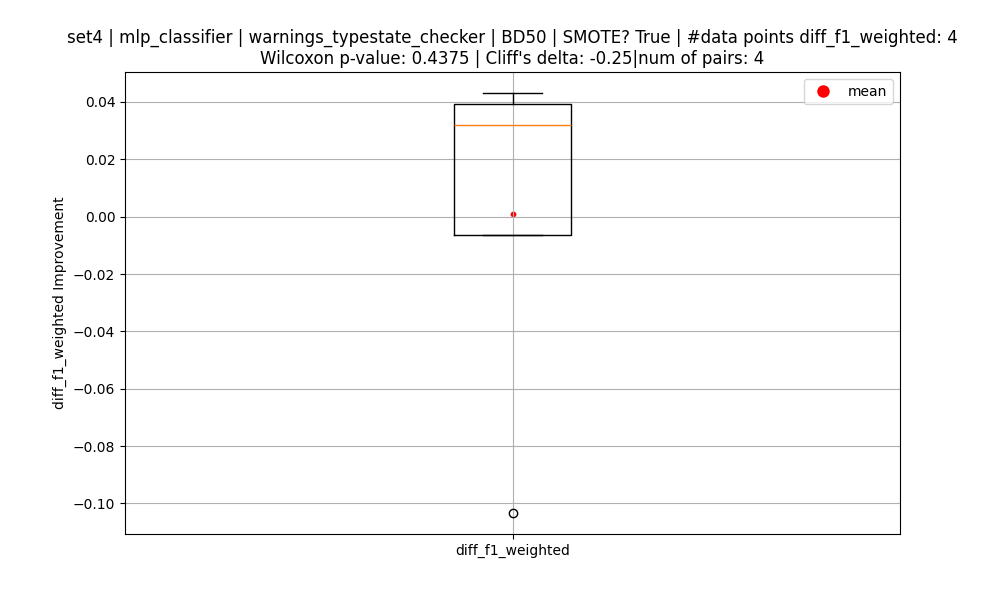 set4 | mlp_classifier | warnings_typestate_checker | BD50 | SMOTE? True | #data points diff_f1_weighted: 4
Wilcoxon p-value: 0.4375 | Cliff's delta: -0.25|num of pairs: 4
mean
0.04
0.02
0.00
−0.02
−0.04
−0.06
−0.08
−0.10
diff_f1_weighted Improvement
diff_f1_weighted